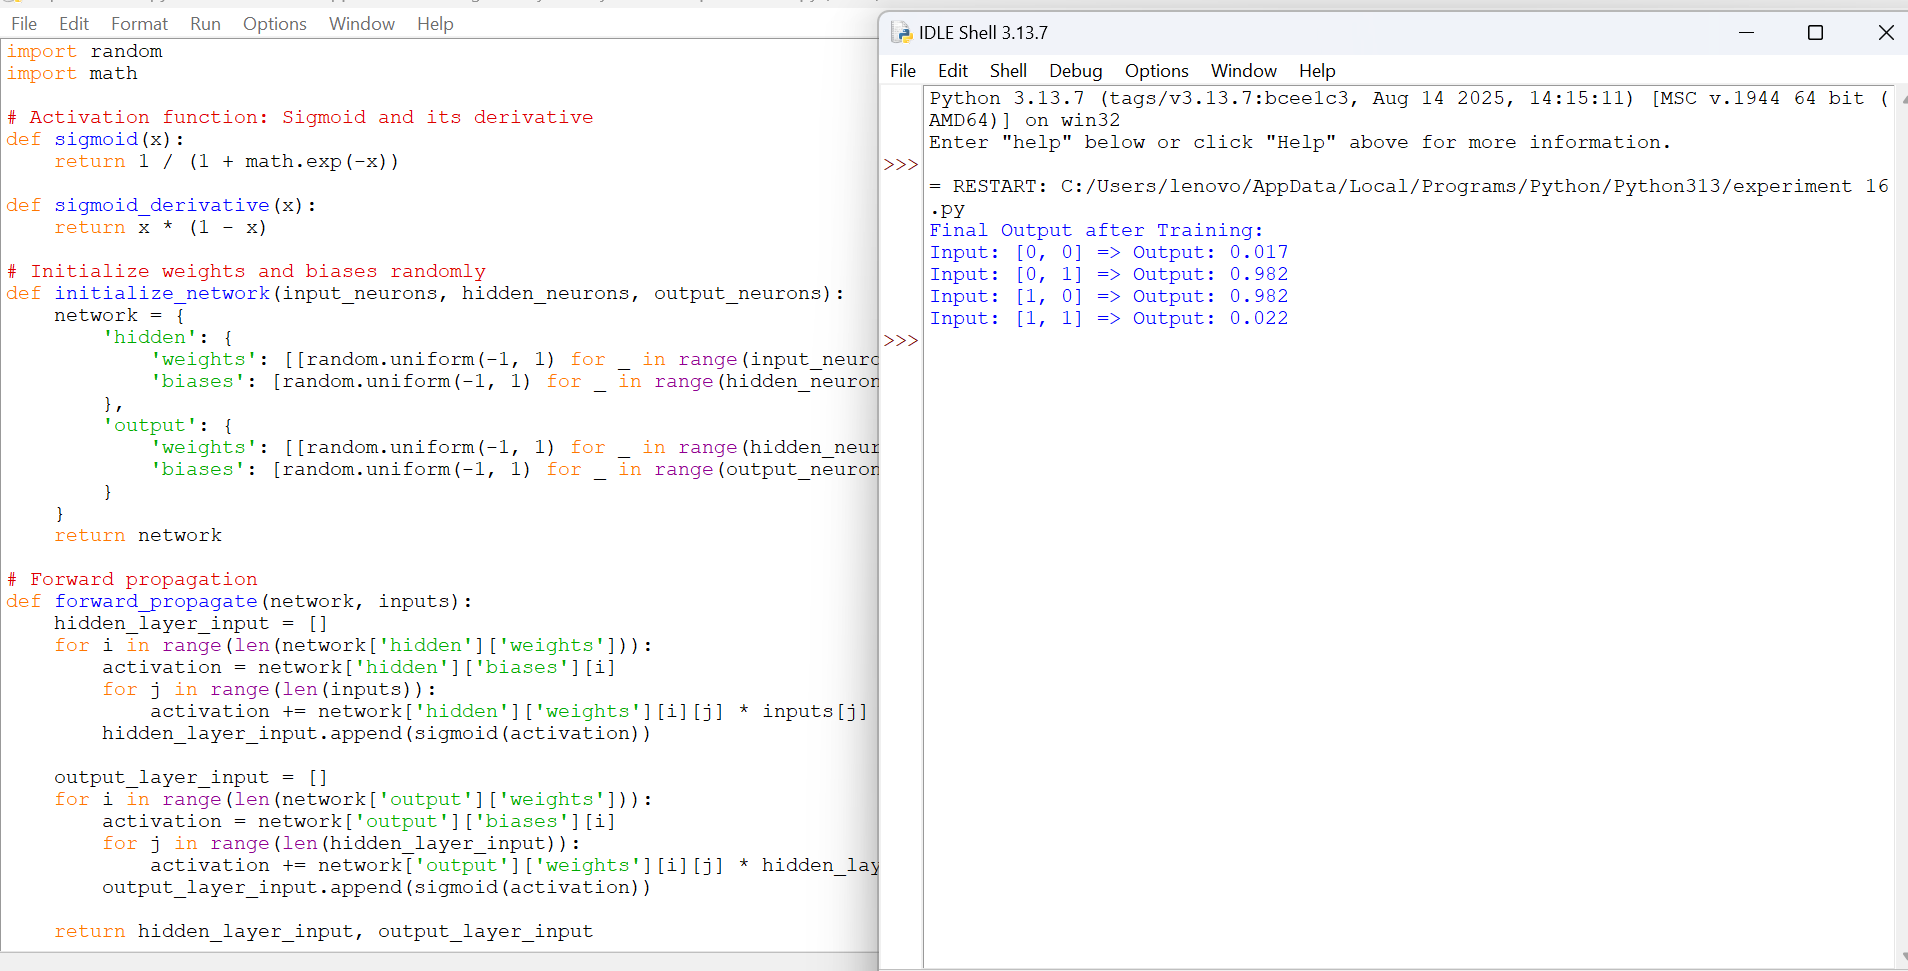 File Edit Format Run Options Window Help
import random
import math
# Activation function: Sigmoid and its derivative
def sigmoid(x):
    return 1 / (1 + math.exp(-x))
def sigmoid_derivative(x):
    return x * (1 - x)
# Initialize weights and biases randomly
def initialize_network(input_neurons, hidden_neurons, output_neurons):
    network = {
        'hidden': {
            'weights': [[random.uniform(-1, 1) for _ in range(input_neuro
            'biases': [random.uniform(-1, 1) for _ in range(hidden_neuron
        },
        'output': {
            'weights': [[random.uniform(-1, 1) for _ in range(hidden_neur
            'biases': [random.uniform(-1, 1) for _ in range(output_neuron
        }
    }
    return network
# Forward propagation
def forward_propagate(network, inputs):
    hidden_layer_input = []
    for i in range(len(network['hidden']['weights'])):
        activation = network['hidden']['biases'][i]
        for j in range(len(inputs)):
            activation += network['hidden']['weights'][i][j] * inputs[j]
        hidden_layer_input.append(sigmoid(activation))
    output_layer_input = []
    for i in range(len(network['output']['weights'])):
        activation = network['output']['biases'][i]
        for j in range(len(hidden_layer_input)):
            activation += network['output']['weights'][i][j] * hidden_lay
        output_layer_input.append(sigmoid(activation))
    return hidden_layer_input, output_layer_input
IDLE Shell 3.13.7
File Edit Shell Debug Options Window Help
Python 3.13.7 (tags/v3.13.7:bcee1c3, Aug 14 2025, 14:15:11) [MSC v.1944 64 bit (
AMD64)] on win32
Enter "help" below or click "Help" above for more information.
>>>
= RESTART: C:/Users/lenovo/AppData/Local/Programs/Python/Python313/experiment 16
.py
Final Output after Training:
Input: [0, 0] => Output: 0.017
Input: [0, 1] => Output: 0.982
Input: [1, 0] => Output: 0.982
Input: [1, 1] => Output: 0.022
>>>